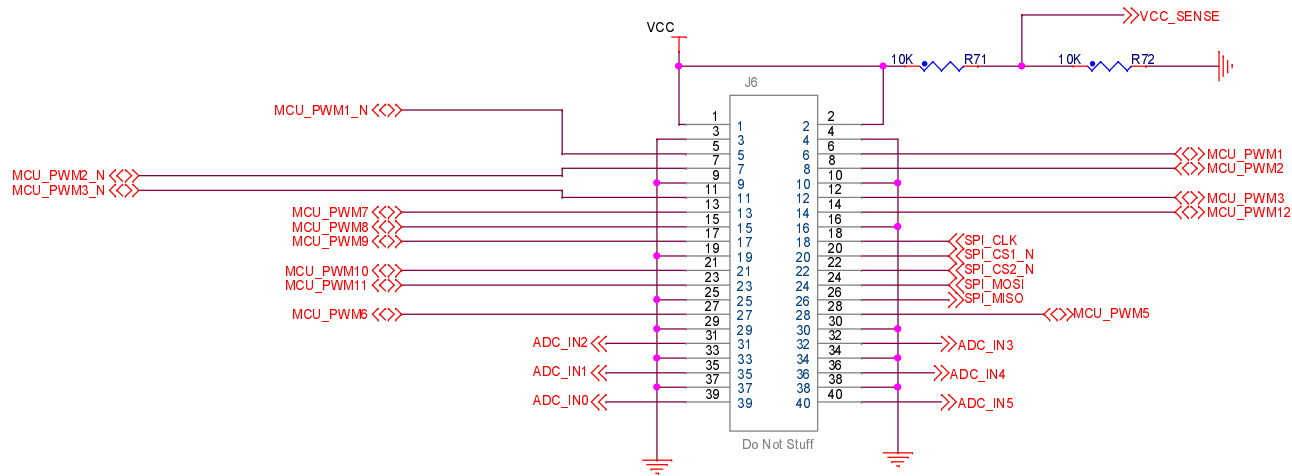 VCC_SENSE
VCC
10K R71 10K R72
J6
MCU_PWM1_N
1 1 2 2
3 3 4 4
5 5 6 6 MCU_PWM1
MCU_PWM2_N 7 7 8 8 MCU_PWM2
9 9 10 10
MCU_PWM3_N 11 11 12 12 MCU_PWM3
MCU_PWM7 13 13 14 14 MCU_PWM12
MCU_PWM8 15 15 16 16
MCU_PWM9 17 17 18 18 SPI_CLK
19 19 20 20 SPI_CS1_N
MCU_PWM10 21 21 22 22 SPI_CS2_N
MCU_PWM11 23 23 24 24 SPI_MOSI
25 25 26 26 SPI_MISO
MCU_PWM6 27 27 28 28 MCU_PWM5
29 29 30 30
ADC_IN2 31 31 32 32 ADC_IN3
33 33 34 34
ADC_IN1 35 35 36 36 ADC_IN4
37 37 38 38
ADC_IN0 39 39 40 40 ADC_IN5
Do Not Stuff